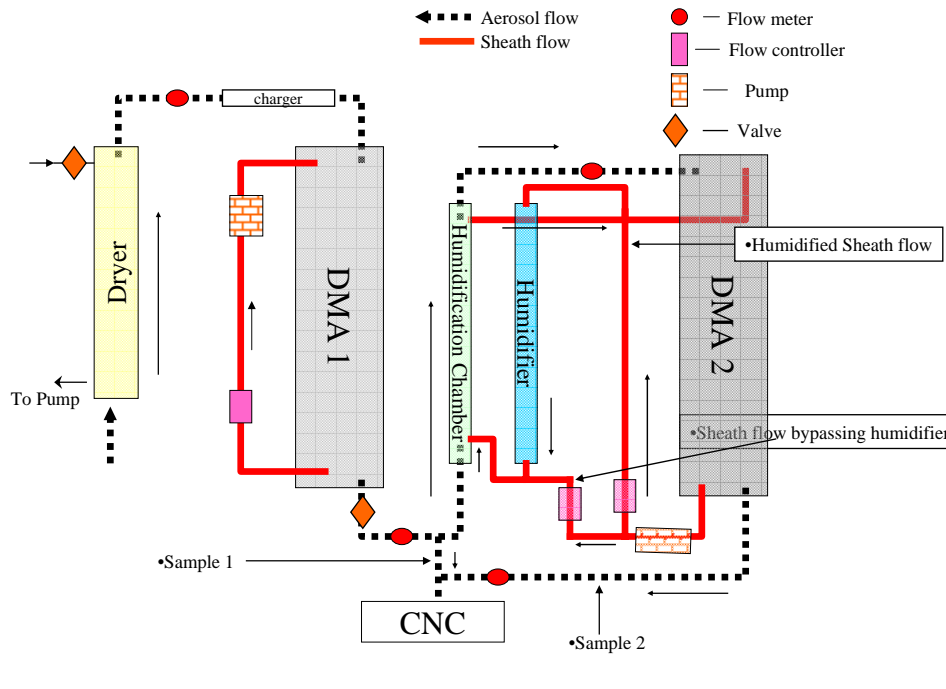 Aerosol flow
Sheath flow
Flow meter
Flow controller
Pump
Valve
charger
Dryer
DMA 1
Humidification Chamber
Humidifier
DMA 2
•Humidified Sheath flow
To Pump
•Sheath flow bypassing humidifier
•Sample 1
CNC
•Sample 2